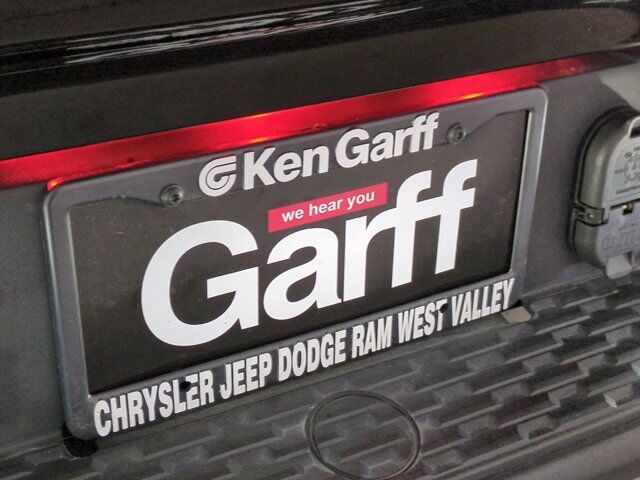 Ken Garff
we hear you
Garff
CHRYSLER JEEP DODGE RAM WEST VALLEY